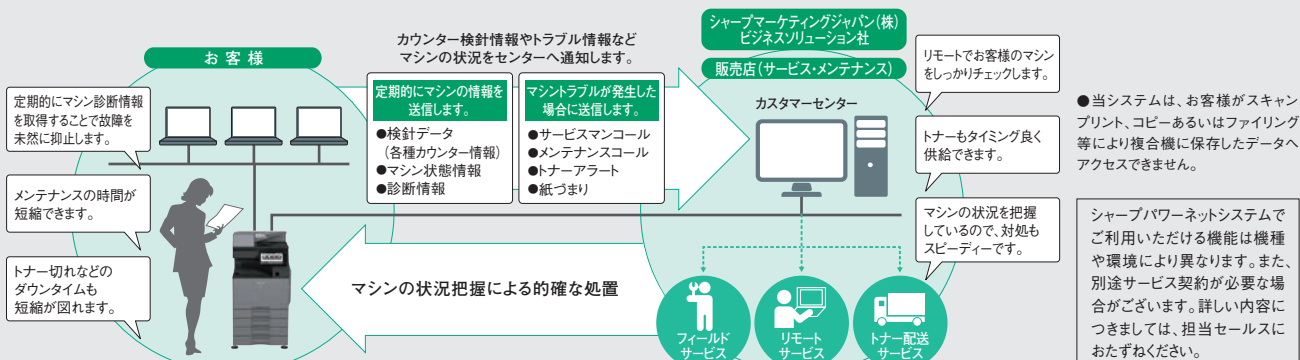 お客様
定期的にマシン診断情報
を取得することで故障を
未然に抑止します。
メンテナンスの時間が
短縮できます。
トナー切れなどの
ダウンタイムも
短縮が図れます。
カウンター検針情報やトラブル情報など
マシンの状況をセンターへ通知します。
定期的にマシンの情報を
送信します。
●検針データ
(各種カウンター情報)
●マシン状態情報
●診断情報
マシントラブルが発生した
場合に送信します。
●サービスマンコール
●メンテナンスコール
●トナーアラート
●紙づまり
マシンの状況把握による的確な処置
シャープマーケティングジャパン(株)
ビジネスソリューション社
販売店(サービス・メンテナンス)
カスタマーセンター
リモートでお客様のマシン
をしっかりチェックします。
トナーもタイミング良く
供給できます。
マシンの状況を把握
しているので、対処も
スピーディーです。
フィールド
サービス
リモート
サービス
トナー配送
サービス
●当システムは、お客様がスキャン
プリント、コピーあるいはファイリング
等により複合機に保存したデータへ
アクセスできません。
シャープパワーネットシステムで
ご利用いただける機能は機種
や環境により異なります。また、
別途サービス契約が必要な場
合がございます。詳しい内容に
つきましては、担当セールスに
おたずねください。